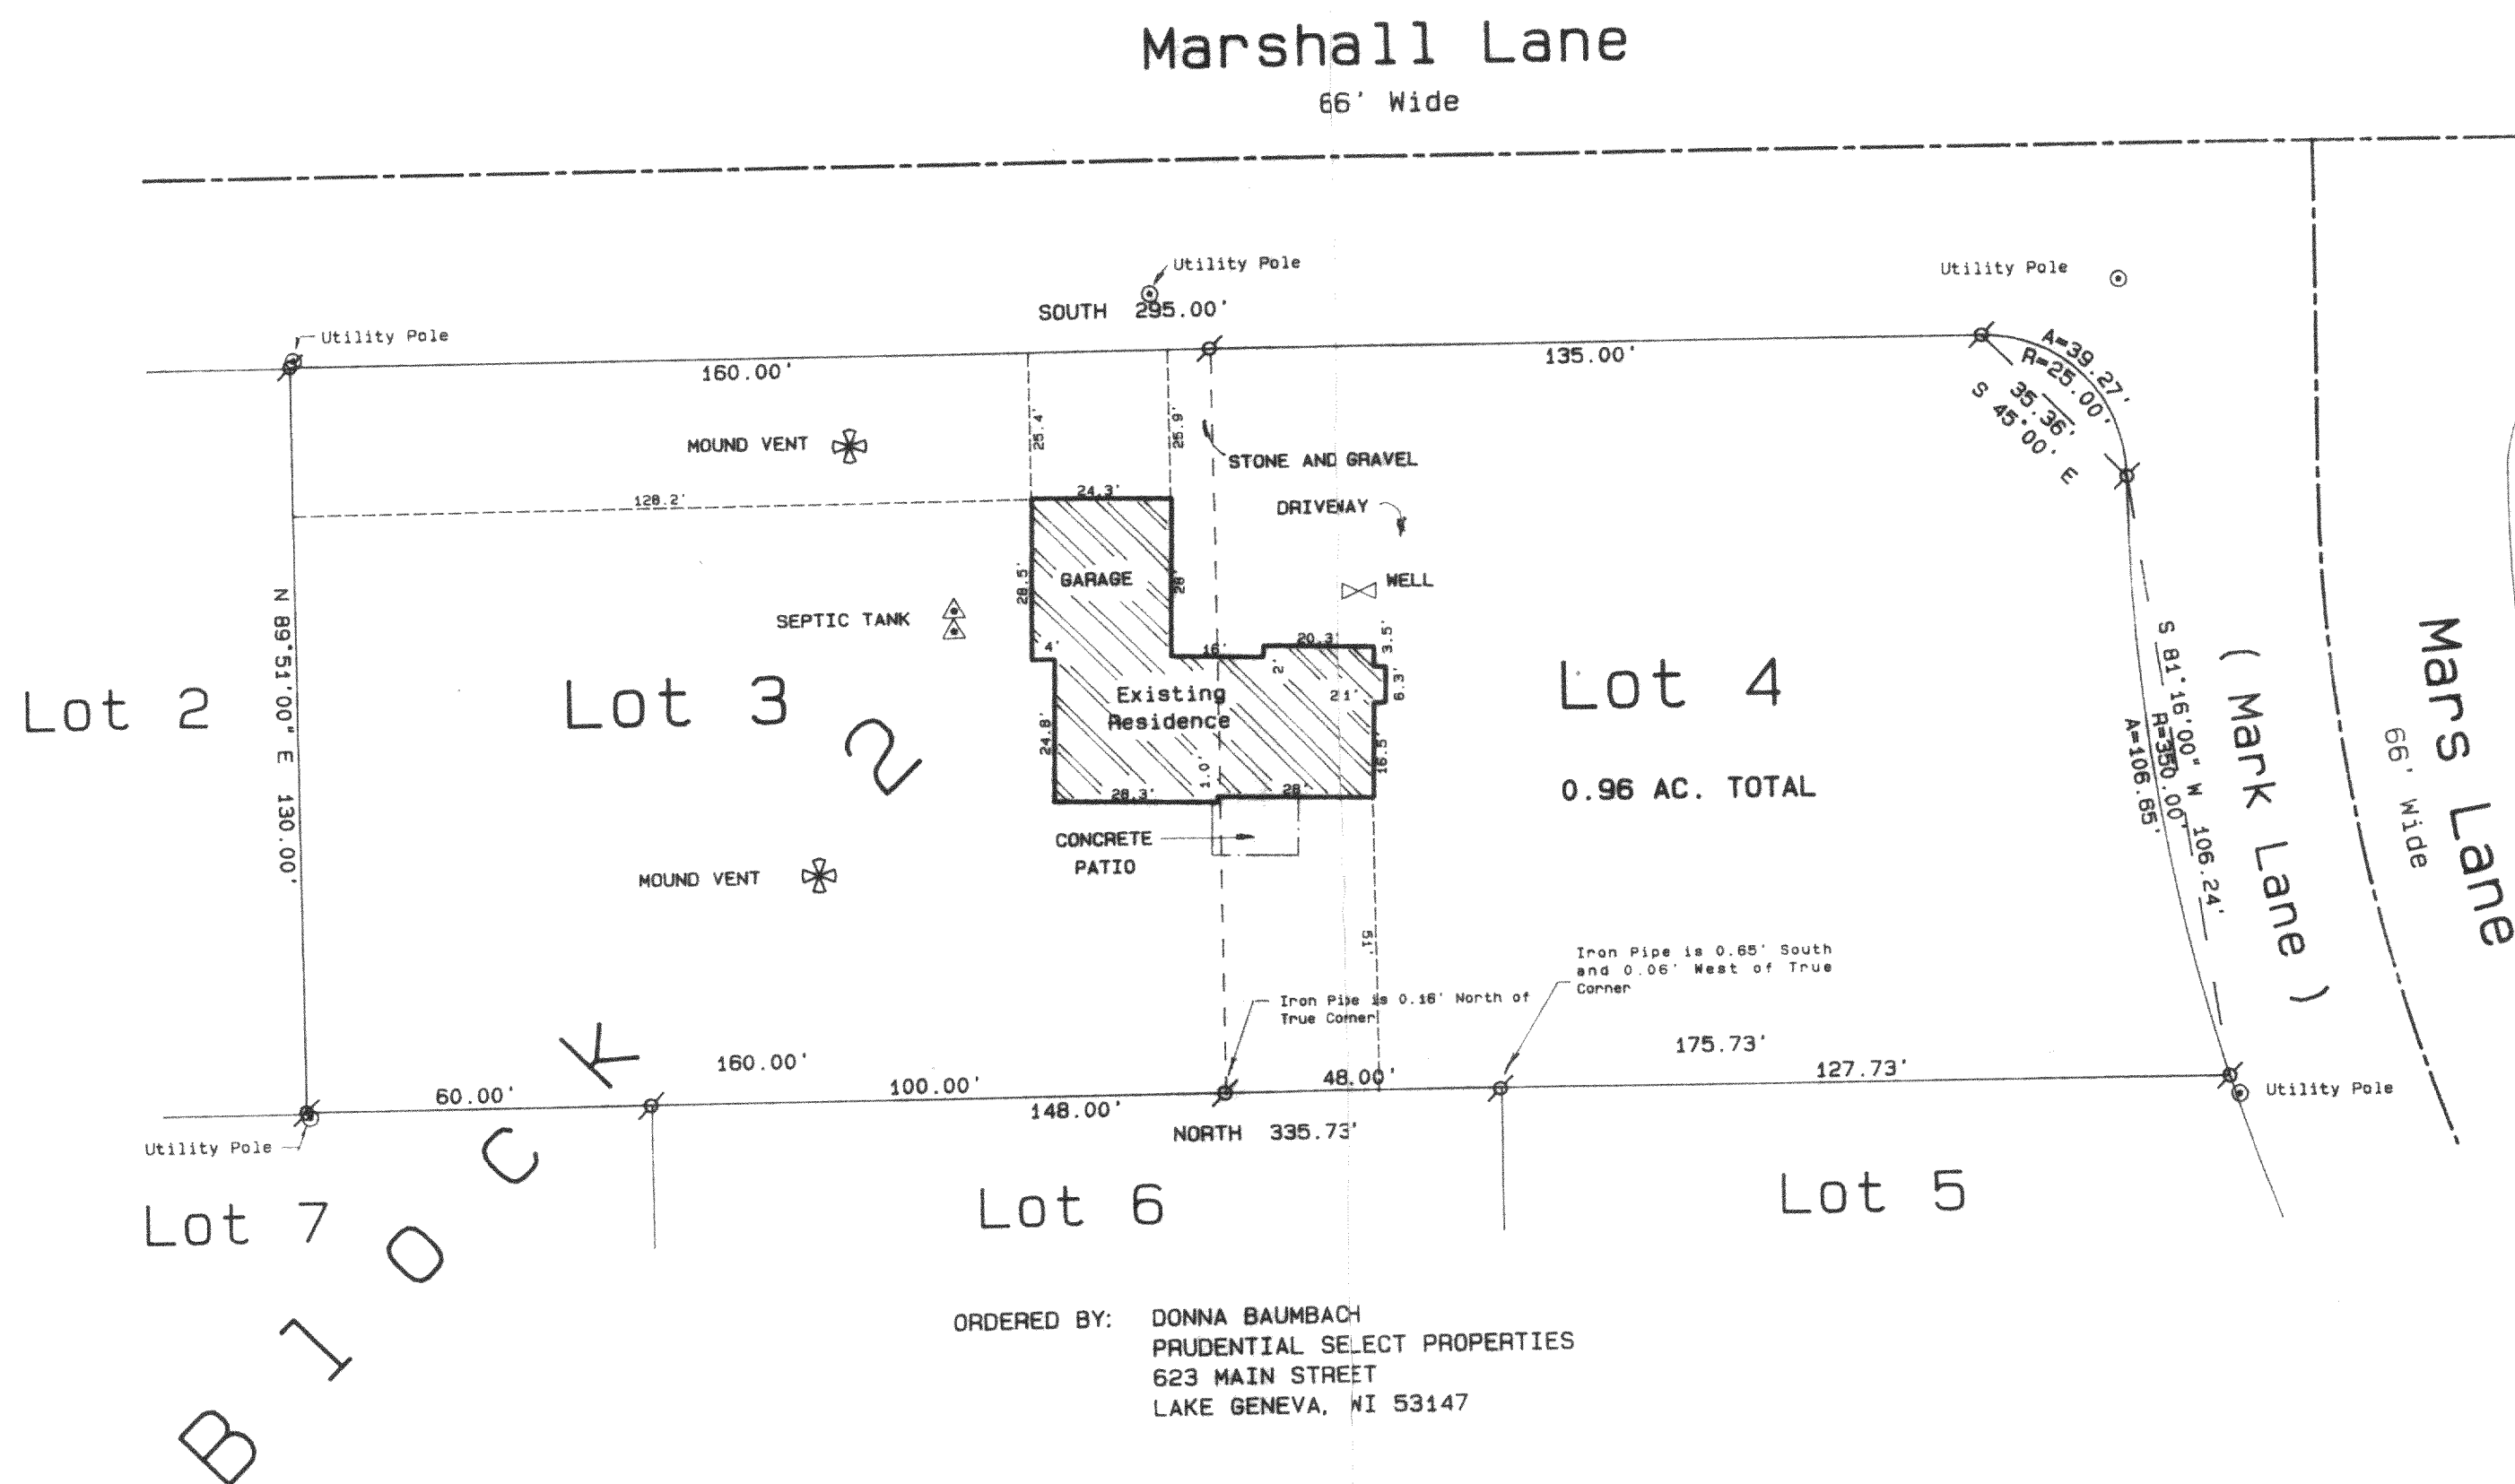 Marshall Lane
66' Wide
Utility Pole
SOUTH 295.00'
Utility Pole
Utility Pole
160.00'
135.00'
A=39.27'
R=25.00'
35.36'
S 45°00' E
MOUND VENT
25.4'
25.9'
STONE AND GRAVEL
128.2'
24.3'
DRIVEWAY
GARAGE
28.5'
28'
WELL
SEPTIC TANK
4'
16'
20.3'
3.5'
2'
6.3'
21'
N 89°51'00" E 130.00'
Lot 2
Lot 3
2
Existing
Residence
Lot 4
0.96 AC. TOTAL
24.8'
16.5'
1.0'
28.3'
28'
S 81°16'00" W 106.24'
R=350.00'
A=106.65'
( Mark Lane )
Mars Lane
66' Wide
CONCRETE
PATIO
MOUND VENT
51'
Iron Pipe is 0.65' South
and 0.06' West of True
Corner
Iron Pipe is 0.16' North of
True Corner
60.00'
160.00'
100.00'
148.00'
48.00'
175.73'
127.73'
NORTH 335.73'
Utility Pole
Utility Pole
Lot 7
Lot 6
Lot 5
Block
ORDERED BY: DONNA BAUMBACH
PRUDENTIAL SELECT PROPERTIES
623 MAIN STREET
LAKE GENEVA, WI 53147